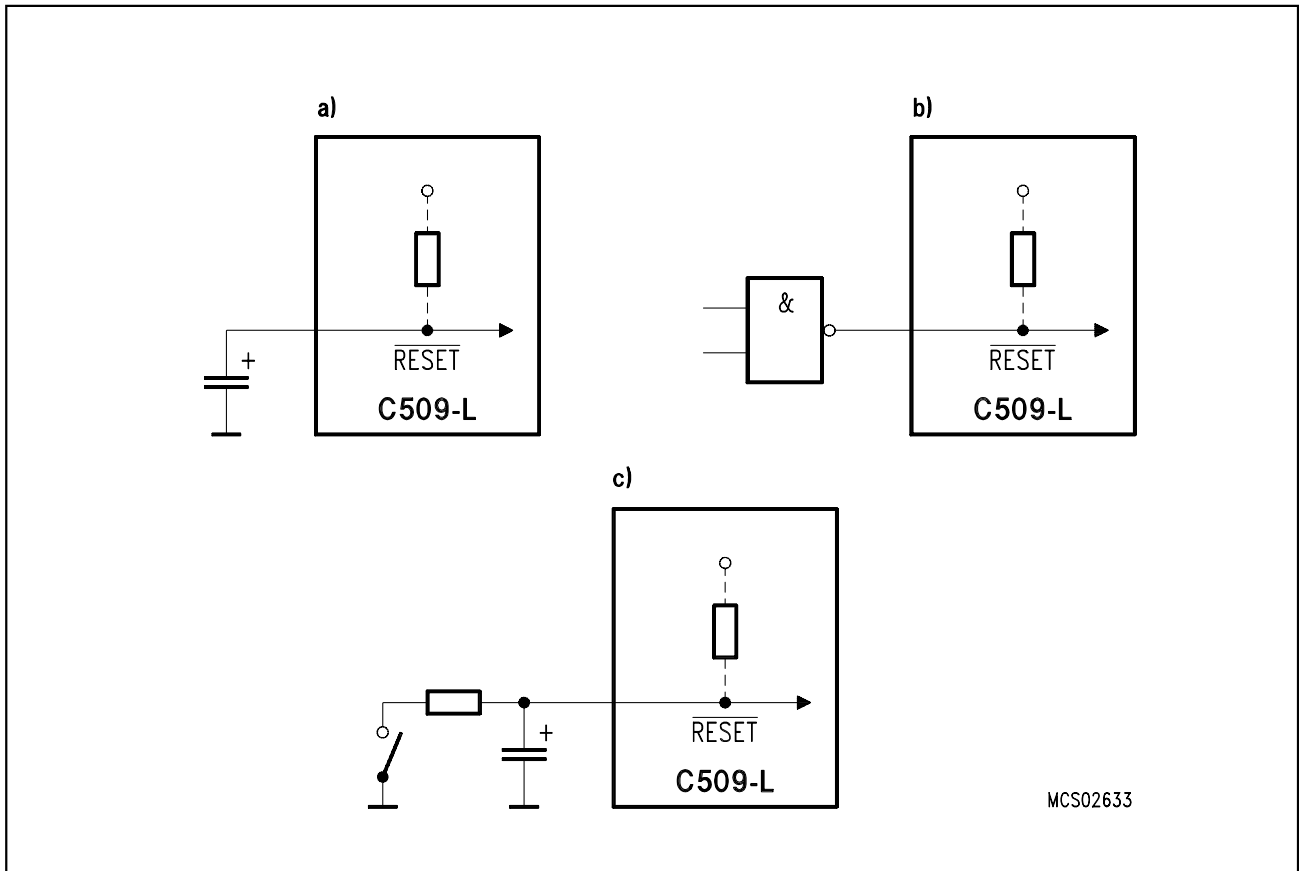 a)
+
RESET
C509-L
b)
&
RESET
C509-L
c)
+
RESET
C509-L
MCS02633